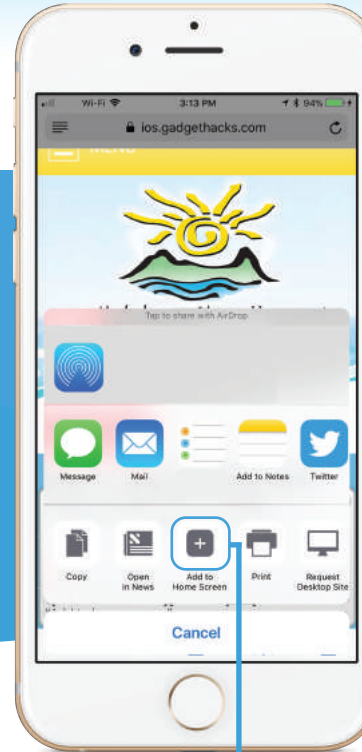 Wi-Fi 3:13 PM 94%
ios.gadgethacks.com
MENU
Tap to share with AirDrop
Message Mail Add to Notes Twitter
Copy Open in News Add to Home Screen Print Request Desktop Site
Cancel